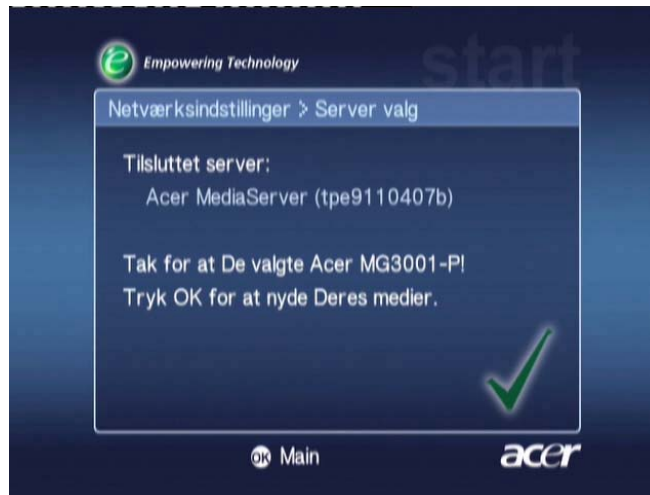 start
e Empowering Technology
Netværksindstillinger > Server valg
Tilsluttet server:
Acer MediaServer (tpe9110407b)
Tak for at De valgte Acer MG3001-P!
Tryk OK for at nyde Deres medier.
OK Main
acer